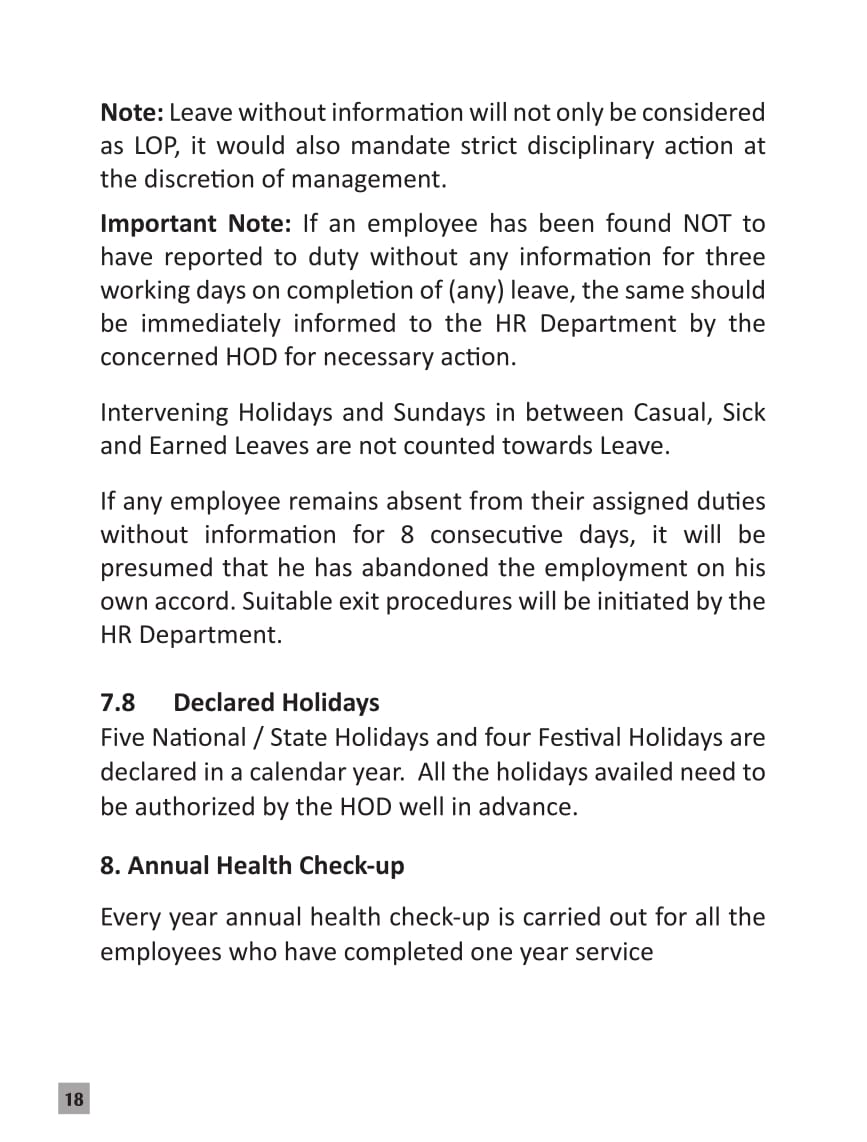 Note: Leave without information will not only be considered
as LOP, it would also mandate strict disciplinary action at
the discretion of management.
Important Note: If an employee has been found NOT to
have reported to duty without any information for three
working days on completion of (any) leave, the same should
be immediately informed to the HR Department by the
concerned HOD for necessary action.
Intervening Holidays and Sundays in between Casual, Sick
and Earned Leaves are not counted towards Leave.
If any employee remains absent from their assigned duties
without information for 8 consecutive days, it will be
presumed that he has abandoned the employment on his
own accord. Suitable exit procedures will be initiated by the
HR Department.
7.8 Declared Holidays
Five National / State Holidays and four Festival Holidays are
declared in a calendar year. All the holidays availed need to
be authorized by the HOD well in advance.
8. Annual Health Check-up
Every year annual health check-up is carried out for all the
employees who have completed one year service
18